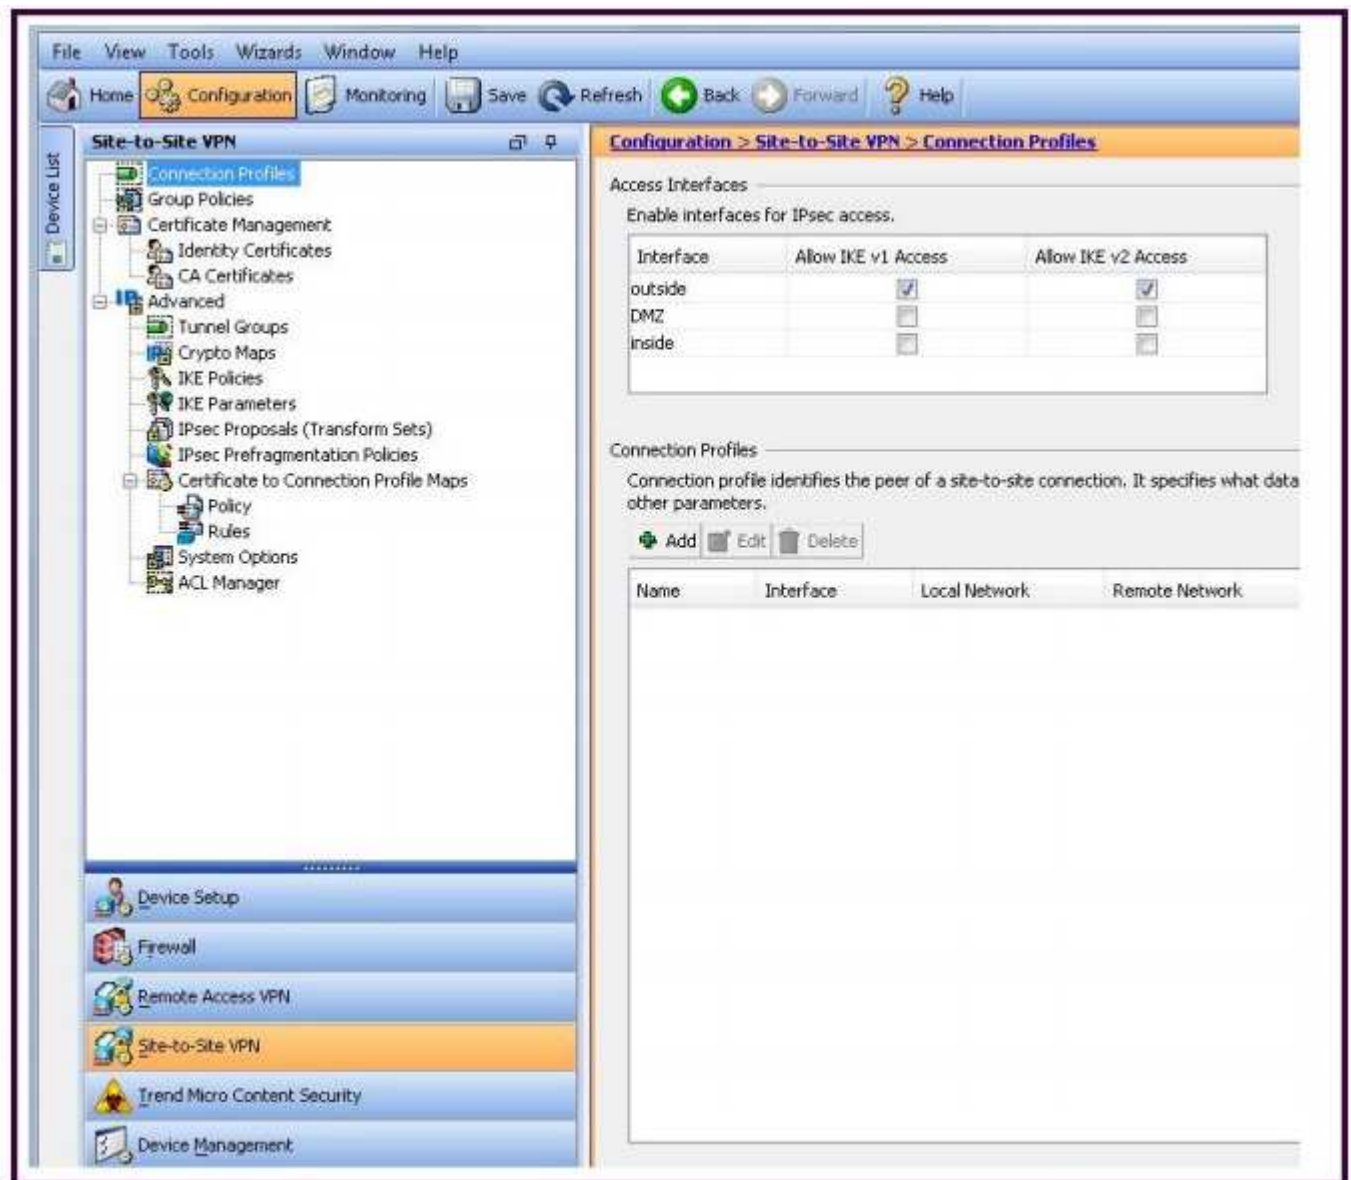 File View Tools Wizards Window Help
Home Configuration Monitoring Save Refresh Back Forward Help
Device List
Site-to-Site VPN
Connection Profiles
Group Policies
Certificate Management
Identity Certificates
CA Certificates
Advanced
Tunnel Groups
Crypto Maps
IKE Policies
IKE Parameters
IPsec Proposals (Transform Sets)
IPsec Prefragmentation Policies
Certificate to Connection Profile Maps
Policy
Rules
System Options
ACL Manager
Device Setup
Firewall
Remote Access VPN
Site-to-Site VPN
Trend Micro Content Security
Device Management
Configuration > Site-to-Site VPN > Connection Profiles
Access Interfaces
Enable interfaces for IPsec access.
Interface Allow IKE v1 Access Allow IKE v2 Access
outside
DMZ
inside
Connection Profiles
Connection profile identifies the peer of a site-to-site connection. It specifies what data
other parameters.
Add Edit Delete
Name Interface Local Network Remote Network